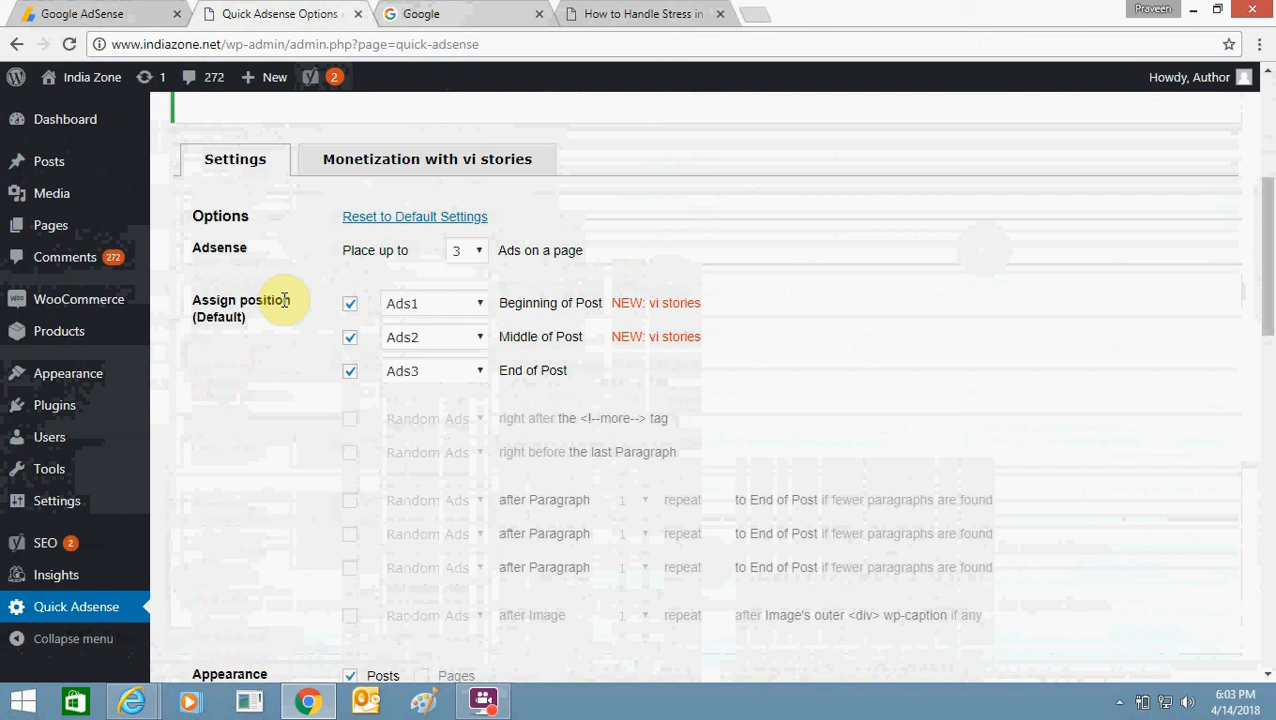 Google AdSense
Quick Adsense Options
Google
How to Handle Stress in
Praveen
www.indiazone.net/wp-admin/admin.php?page=quick-adsense
India Zone
1
272
New
2
Howdy, Author
Dashboard
Posts
Media
Pages
Comments 272
WooCommerce
Products
Appearance
Plugins
Users
Tools
Settings
SEO 2
Insights
Quick Adsense
Collapse menu
Settings
Monetization with vi stories
Options
Reset to Default Settings
Adsense
Place up to 3 Ads on a page
Assign position
(Default)
Ads1 Beginning of Post NEW: vi stories
Ads2 Middle of Post NEW: vi stories
Ads3 End of Post
Random Ads right after the <!--more--> tag
Random Ads right before the last Paragraph
Random Ads after Paragraph 1 repeat to End of Post if fewer paragraphs are found
Random Ads after Paragraph 1 repeat to End of Post if fewer paragraphs are found
Random Ads after Paragraph 1 repeat to End of Post if fewer paragraphs are found
Random Ads after Image 1 repeat after Image's outer <div> wp-caption if any
Appearance
Posts
Pages
6:03 PM
4/14/2018